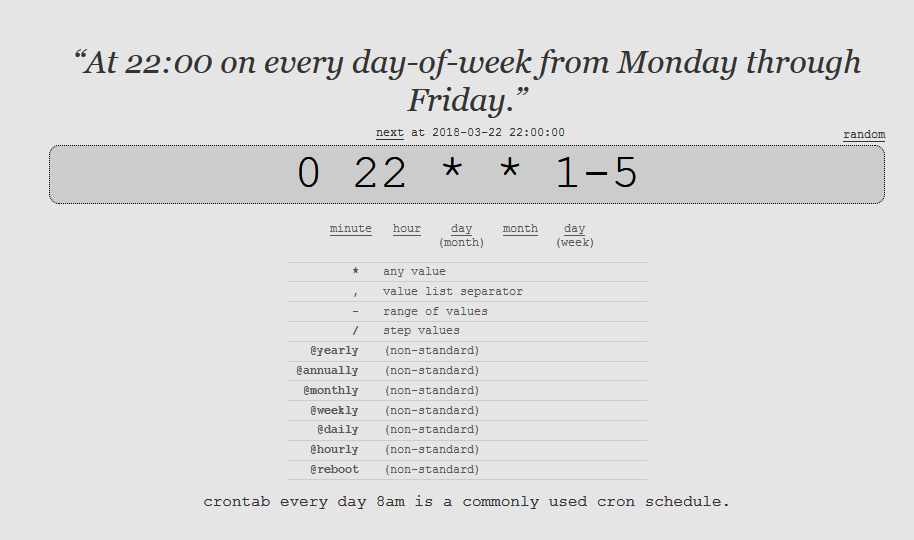 “At 22:00 on every day-of-week from Monday through
Friday.”
next at 2018-03-22 22:00:00
random
0 22 * * 1-5
minute hour day month day
(month) (week)
* any value
, value list separator
- range of values
/ step values
@yearly (non-standard)
@annually (non-standard)
@monthly (non-standard)
@weekly (non-standard)
@daily (non-standard)
@hourly (non-standard)
@reboot (non-standard)
crontab every day 8am is a commonly used cron schedule.